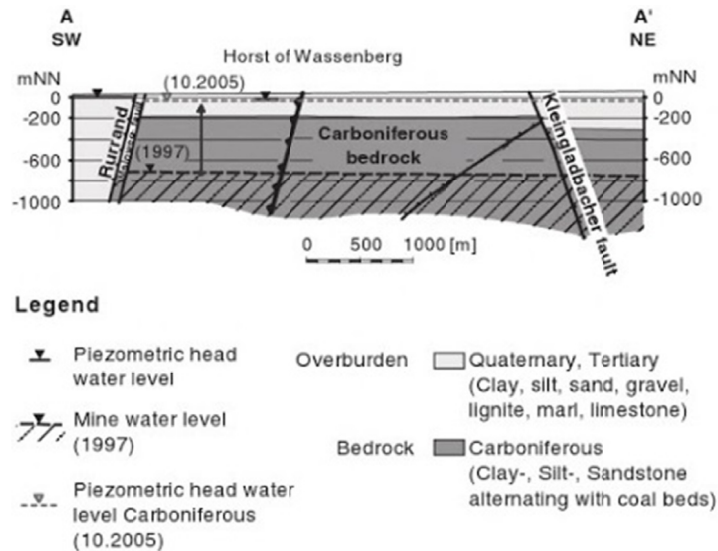 A
SW
A'
NE
Horst of Wassenberg
mNN
(10.2005)
mNN
0
0
-200
-200
Rurrand
Kleingladbacher fault
Carboniferous
bedrock
(1997)
-600
-600
-1000
-1000
0 500 1000 [m]
Legend
Piezometric head
water level
Mine water level
(1997)
Piezometric head water
level Carboniferous
(10.2005)
Overburden
Quaternary, Tertiary
(Clay, silt, sand, gravel,
lignite, marl, limestone)
Bedrock
Carboniferous
(Clay-, Silt-, Sandstone
alternating with coal beds)